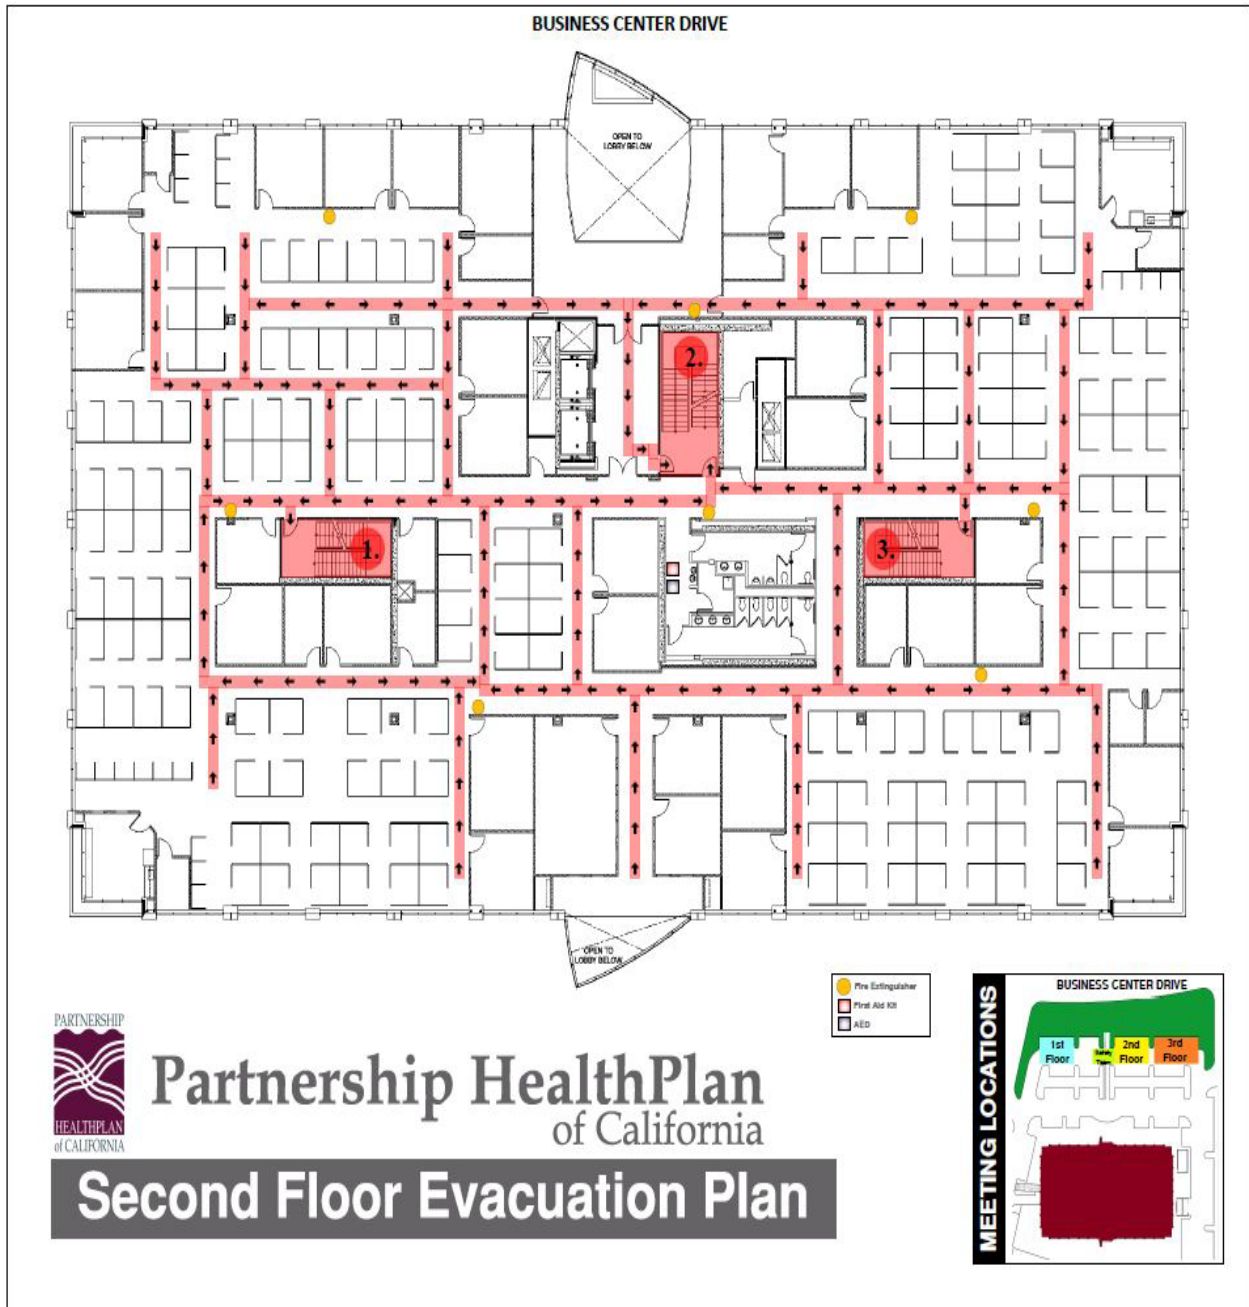 BUSINESS CENTER DRIVE
OPEN TO
LOBBY BELOW
2.
1.
3.
OPEN TO
LOBBY BELOW
Fire Extinguisher
First Aid Kit
AED
MEETING LOCATIONS
BUSINESS CENTER DRIVE
1st
Floor
Safety
Team
2nd
Floor
3rd
Floor
PARTNERSHIP
HEALTHPLAN
of CALIFORNIA
Partnership HealthPlan
of California
Second Floor Evacuation Plan